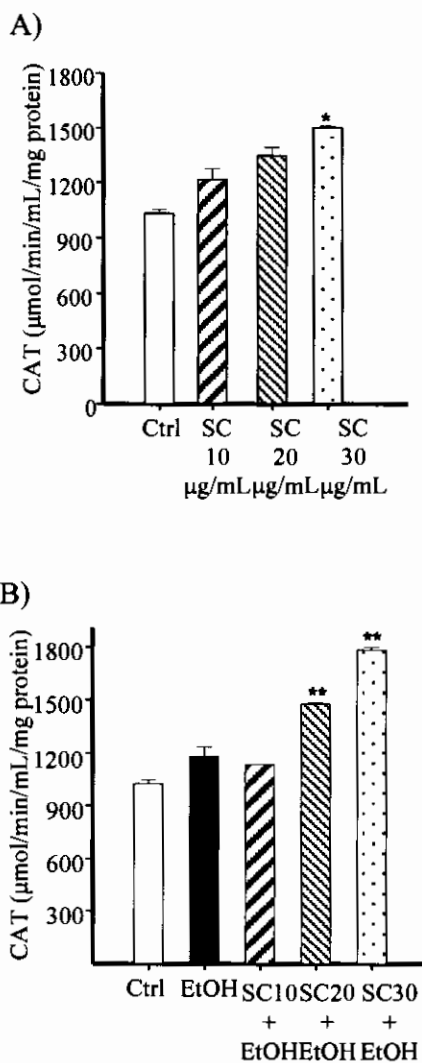 A)
CAT (µmol/min/mL/mg protein)
1800
1500
1200
900
600
300
0
*
Ctrl SC SC SC
10 20 30
µg/mL µg/mL µg/mL
B)
CAT (µmol/min/mL/mg protein)
1800
1500
1200
900
600
300
** **
Ctrl EtOH SC10 SC20 SC30
+ + +
EtOH EtOH EtOH